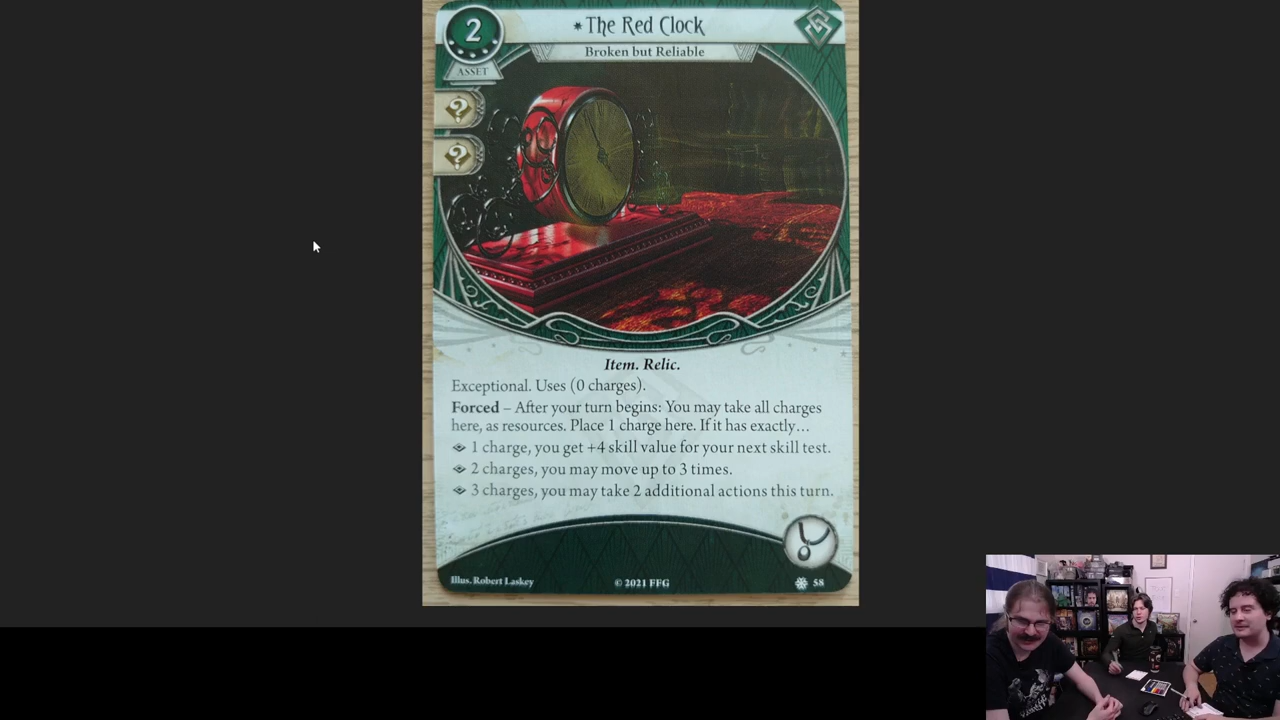 2
*The Red Clock
Broken but Reliable
ASSET
?
?
Item. Relic.
Exceptional. Uses (0 charges).
Forced – After your turn begins: You may take all charges
here, as resources. Place 1 charge here. If it has exactly…
1 charge, you get +4 skill value for your next skill test.
2 charges, you may move up to 3 times.
3 charges, you may take 2 additional actions this turn.
Illus. Robert Laskey
© 2021 FFG
58